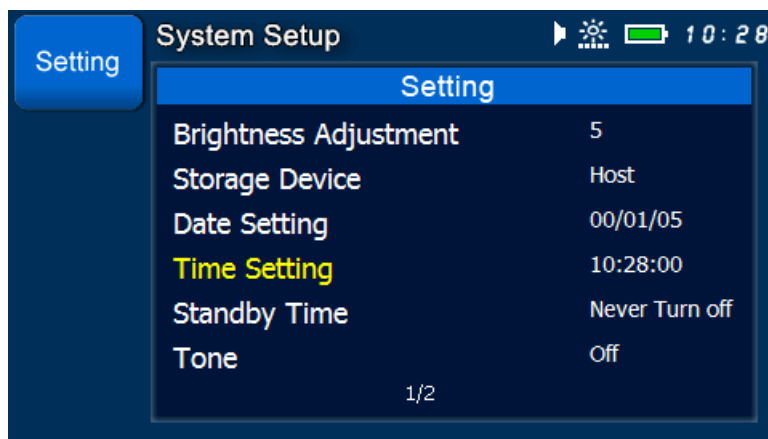 Setting
System Setup
10:28
Setting
Brightness Adjustment 5
Storage Device Host
Date Setting 00/01/05
Time Setting 10:28:00
Standby Time Never Turn off
Tone Off
1/2